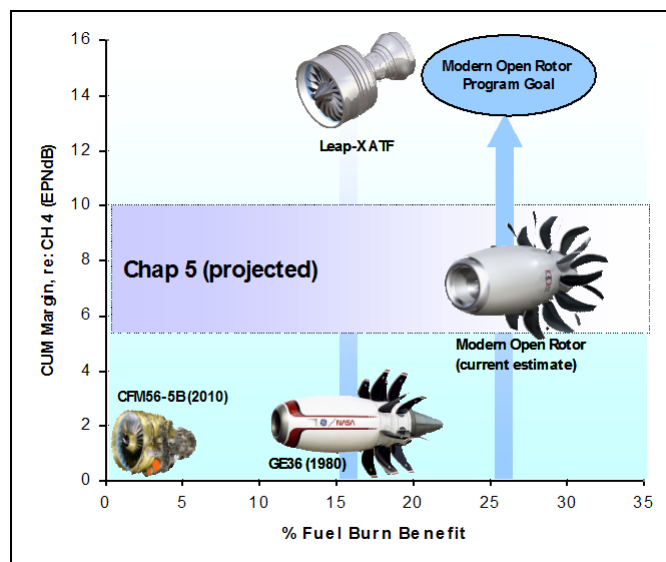 16
14
12
10
8
6
4
2
0
CUM Margin, re: CH 4 (EPNdB)
Modern Open Rotor
Program Goal
Leap-X ATF
Chap 5 (projected)
Modern Open Rotor
(current estimate)
CFM56-5B (2010)
NASA
GE36 (1980)
0 5 10 15 20 25 30 35
% Fuel Burn Benefit